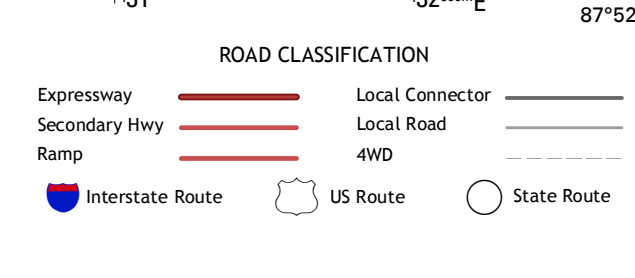 87°52
ROAD CLASSIFICATION
Expressway
Local Connector
Secondary Hwy
Local Road
Ramp
4WD
Interstate Route
US Route
State Route